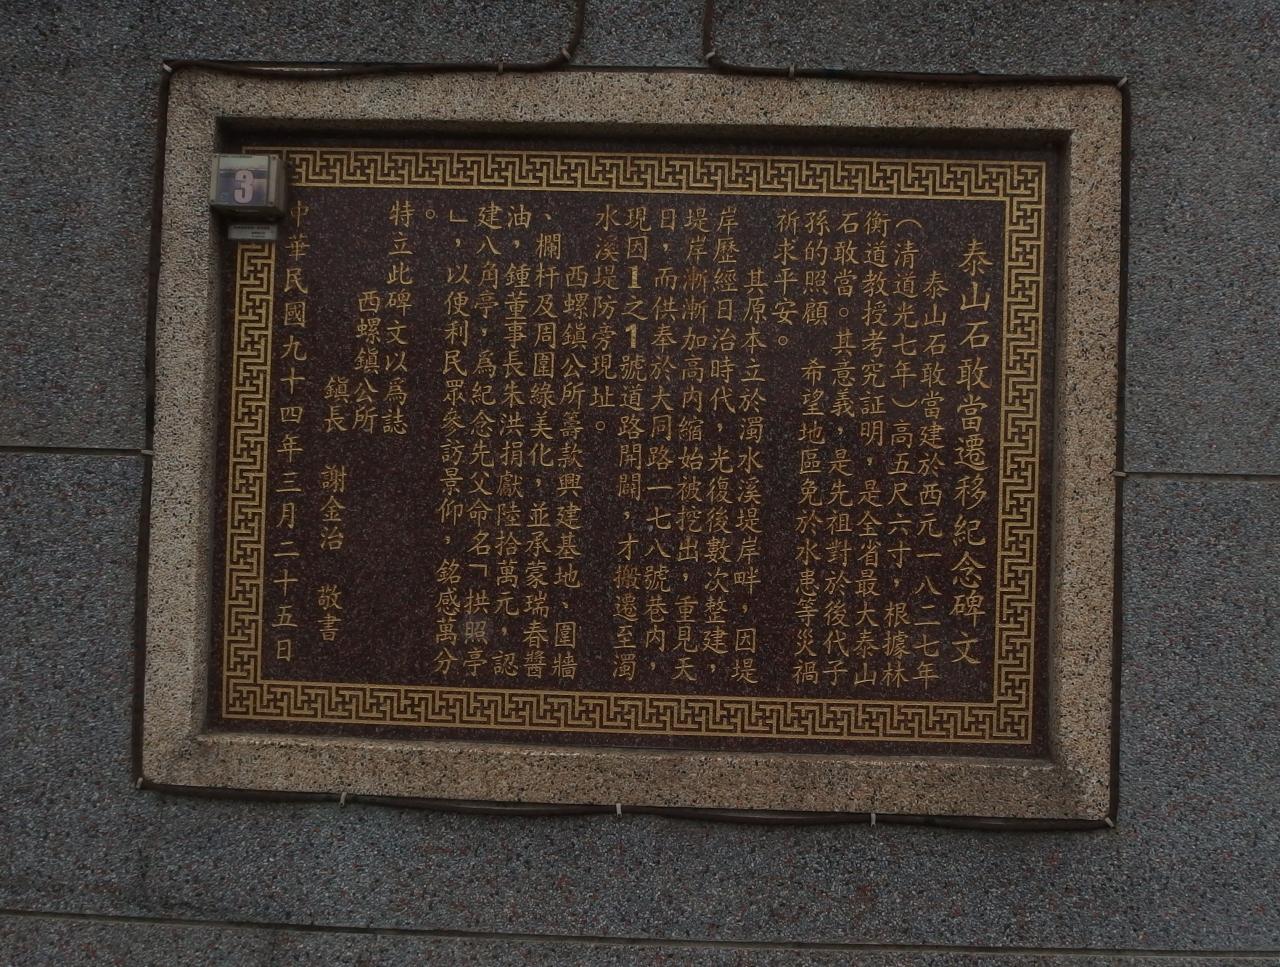 泰山石敢當遷移紀念碑文
泰山石敢當建於西元一八二七年
（清道光七年）高五尺六寸，根據林
衡道教授考究証明，是全省最大泰山
石敢當。其意義，是先祖對於後代子
孫的照顧　希望地區免於水患等災禍
祈求平安。
其原本立於濁水溪堤岸畔，因堤
岸歷經日治時代，光復後數次整建，
堤岸漸漸加高內縮始被挖出，重見天
日，而供奉於大同路一七八號巷內，
現因1之1號道路開闢，才搬遷至濁
水溪堤防旁現址。
西螺鎮公所籌款興建基地、圍牆
、欄杆及周圍綠美化，並承蒙瑞春醬
油，鍾董事長朱洪捐獻陸拾萬元，認
建八角亭，為紀念先父命名「拱照亭
」，以便利民眾參訪景仰，銘感萬分
。
特立此碑文以為誌
西螺鎮公所
鎮長　謝金治　敬書
中華民國九十四年三月二十五日
3